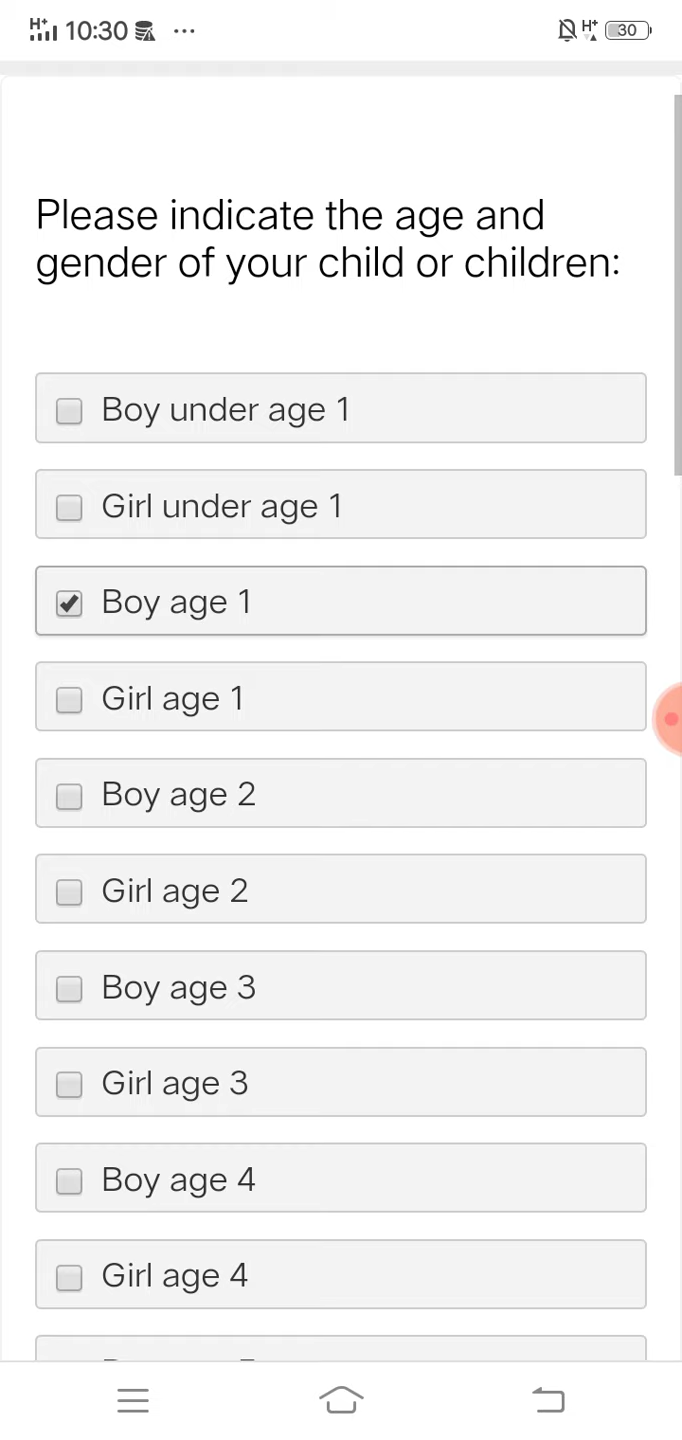 H+ 10:30 ... H+ 30
Please indicate the age and
gender of your child or children:
Boy under age 1
Girl under age 1
Boy age 1
Girl age 1
Boy age 2
Girl age 2
Boy age 3
Girl age 3
Boy age 4
Girl age 4